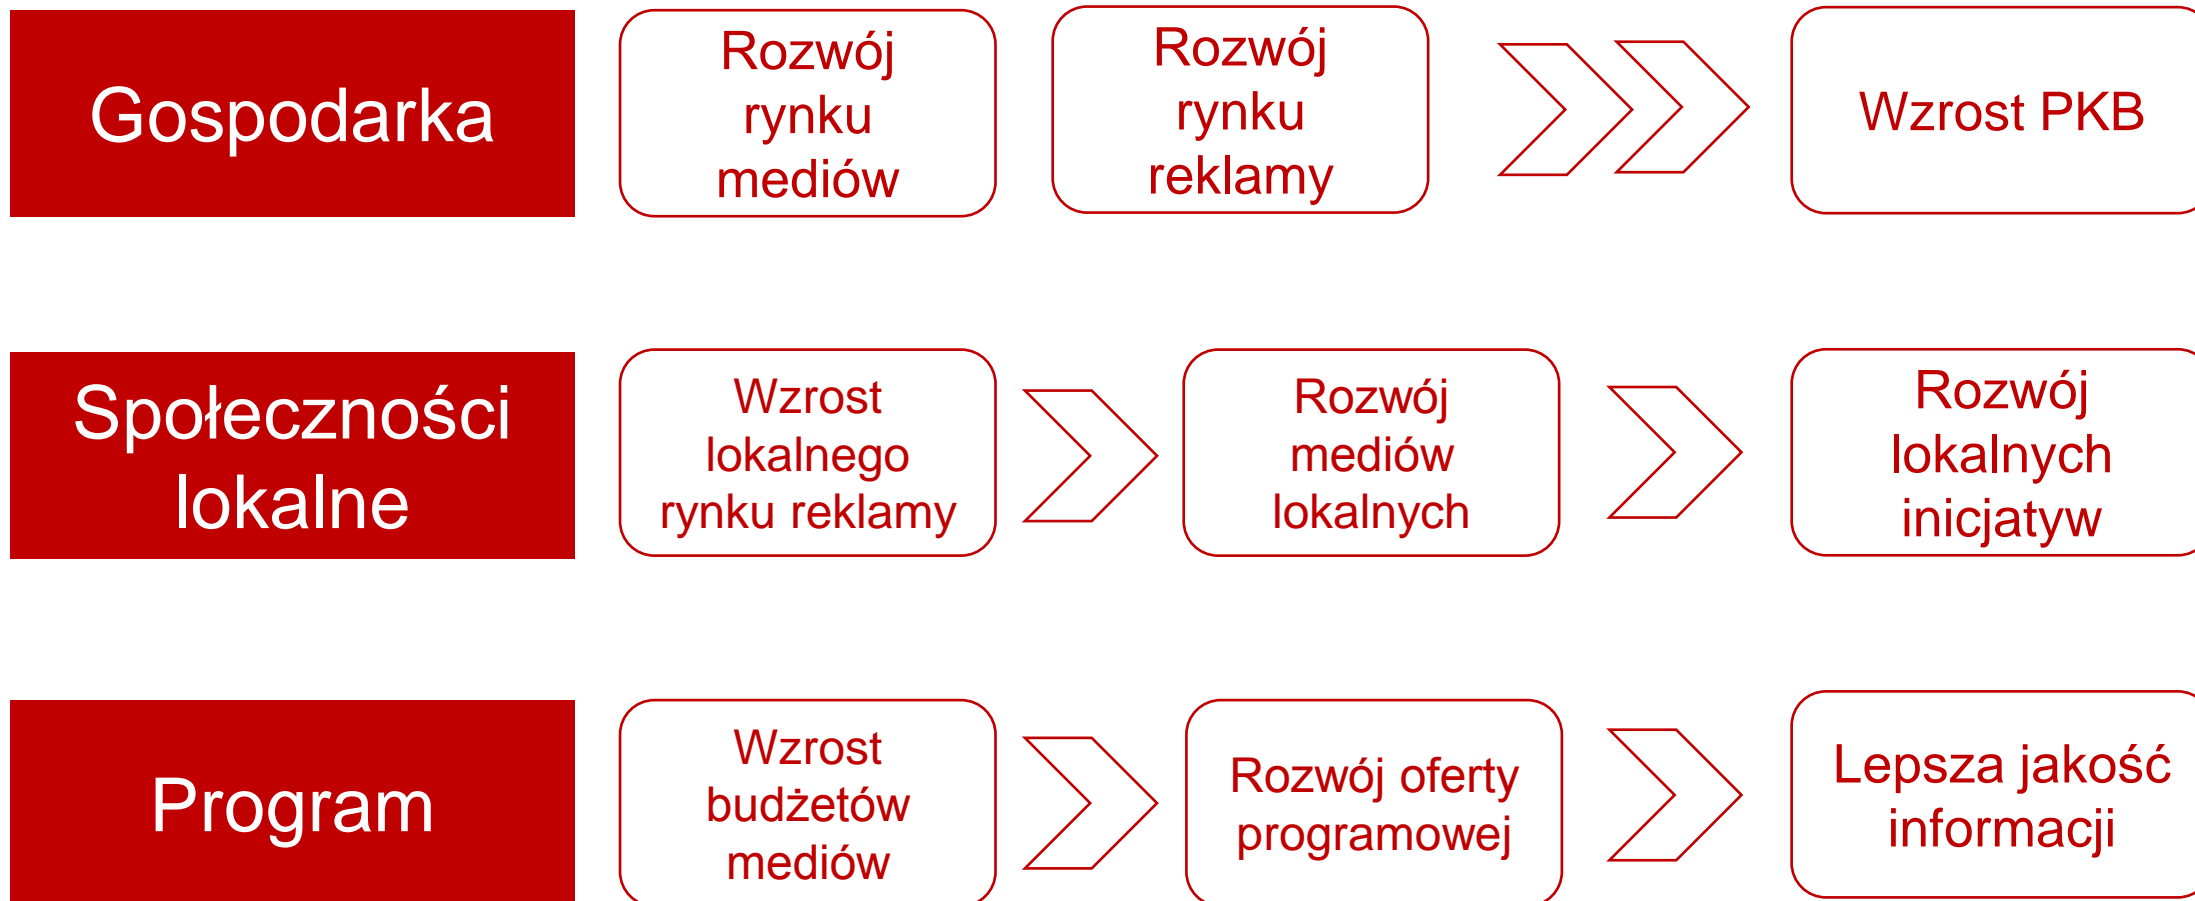 Gospodarka
Rozwój
rynku
mediów
Rozwój
rynku
reklamy
Wzrost PKB
Społeczności
lokalne
Wzrost
lokalnego
rynku reklamy
Rozwój
mediów
lokalnych
Rozwój
lokalnych
inicjatyw
Program
Wzrost
budżetów
mediów
Rozwój oferty
programowej
Lepsza jakość
informacji